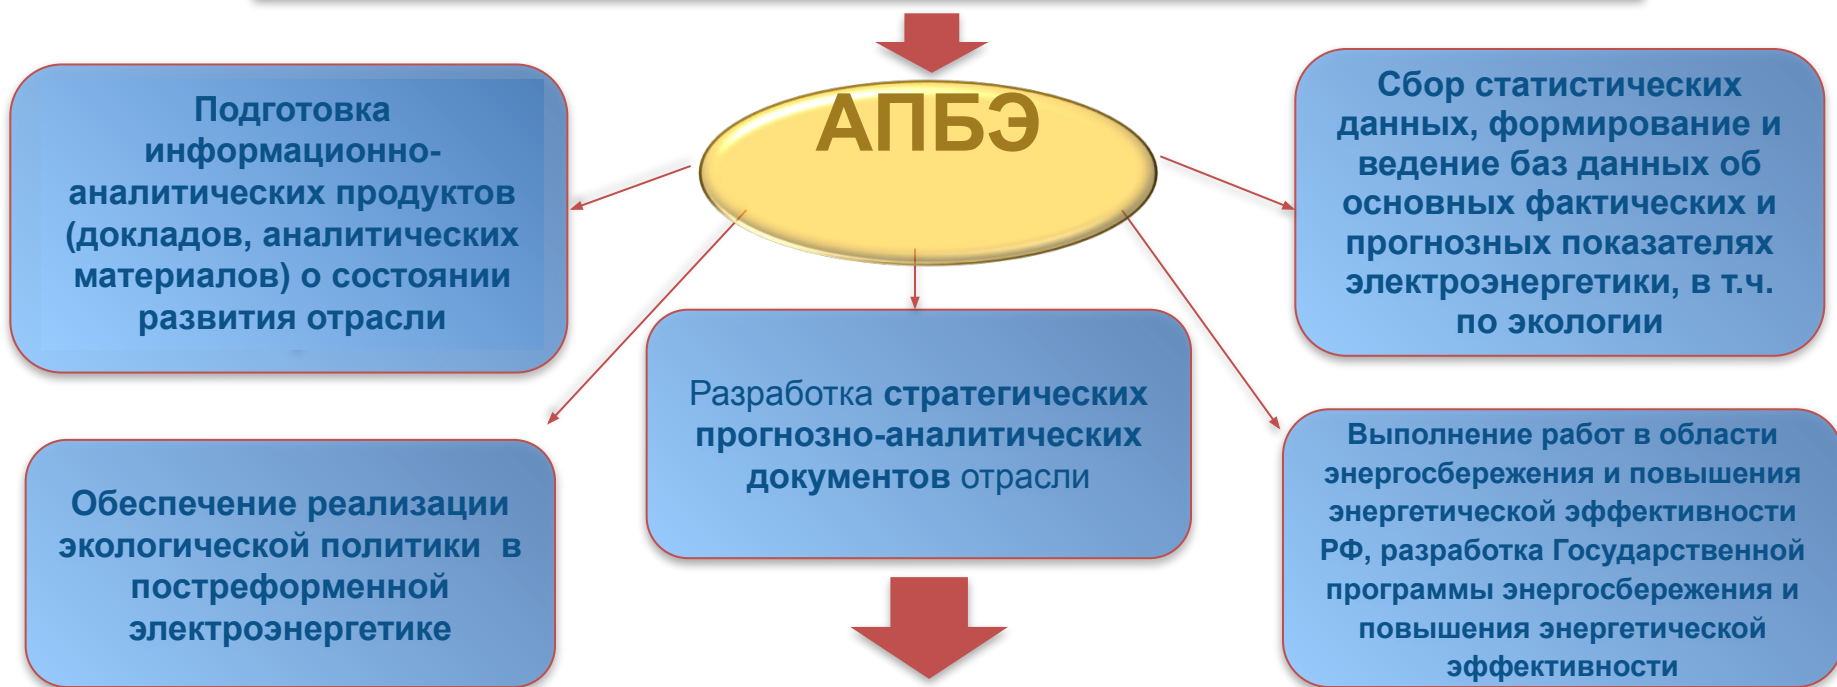 АПБЭ
Подготовка
информационно-
аналитических продуктов
(докладов, аналитических
материалов) о состоянии
развития отрасли
Сбор статистических
данных, формирование и
ведение баз данных об
основных фактических и
прогнозных показателях
электроэнергетики, в т.ч.
по экологии
Обеспечение реализации
экологической политики в
постреформенной
электроэнергетике
Разработка стратегических
прогнозно-аналитических
документов отрасли
Выполнение работ в области
энергосбережения и повышения
энергетической эффективности
РФ, разработка Государственной
программы энергосбережения и
повышения энергетической
эффективности